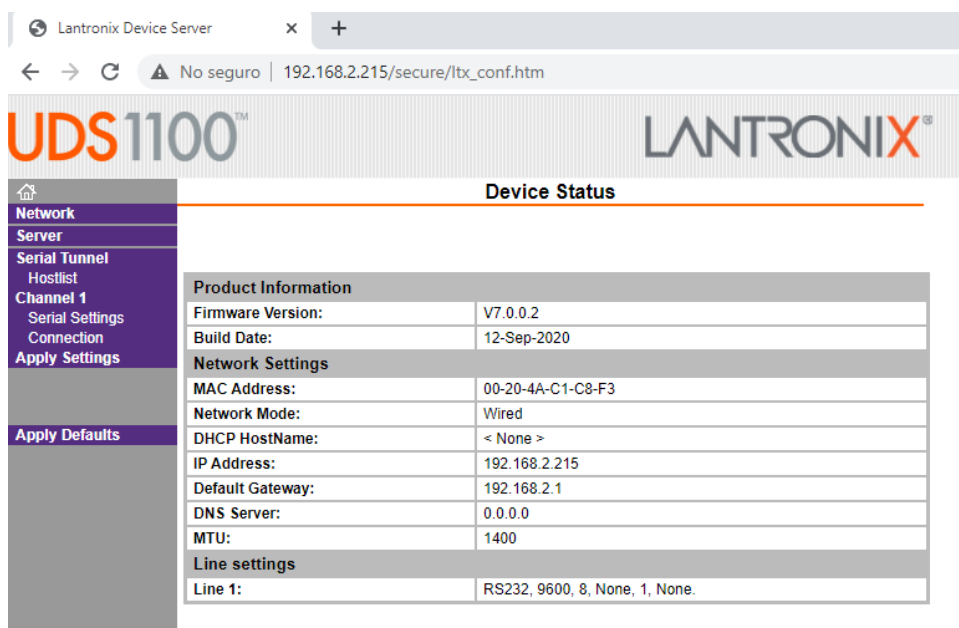 Lantronix Device Server
No seguro | 192.168.2.215/secure/ltx_conf.htm
UDS1100™
LANTRONIX®
Device Status
Network
Server
Serial Tunnel
Hostlist
Channel 1
Serial Settings
Connection
Apply Settings
Apply Defaults
Product Information
Firmware Version: V7.0.0.2
Build Date: 12-Sep-2020
Network Settings
MAC Address: 00-20-4A-C1-C8-F3
Network Mode: Wired
DHCP HostName: < None >
IP Address: 192.168.2.215
Default Gateway: 192.168.2.1
DNS Server: 0.0.0.0
MTU: 1400
Line settings
Line 1: RS232, 9600, 8, None, 1, None.